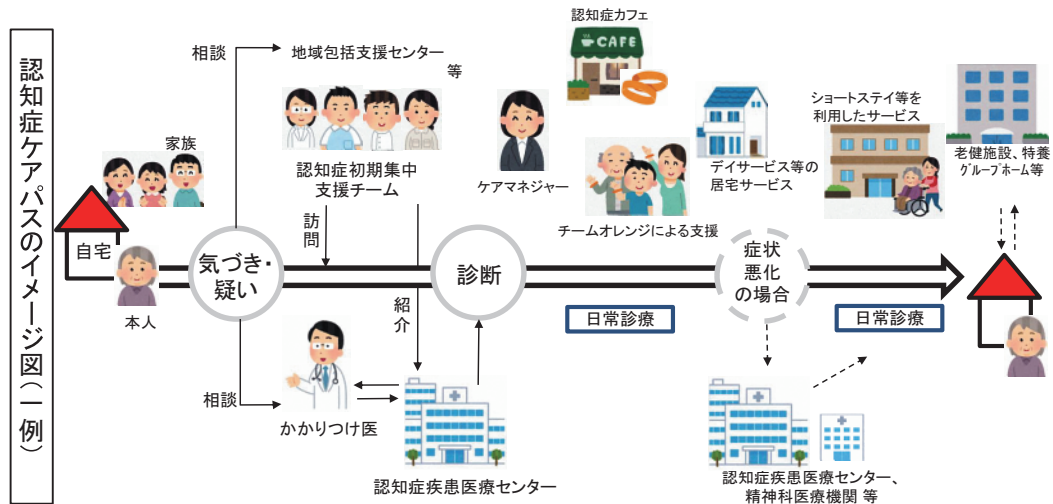 認知症ケアパスのイメージ図(一例)
家族
自宅
本人
相談
地域包括支援センター
等
認知症初期集中
支援チーム
訪問
紹介
気づき・
疑い
相談
かかりつけ医
認知症疾患医療センター
診断
認知症カフェ
CAFE
ケアマネジャー
チームオレンジによる支援
デイサービス等の
居宅サービス
日常診療
症状
悪化
の場合
ショートステイ等を
利用したサービス
日常診療
認知症疾患医療センター、
精神科医療機関 等
老健施設、特養
グループホーム等